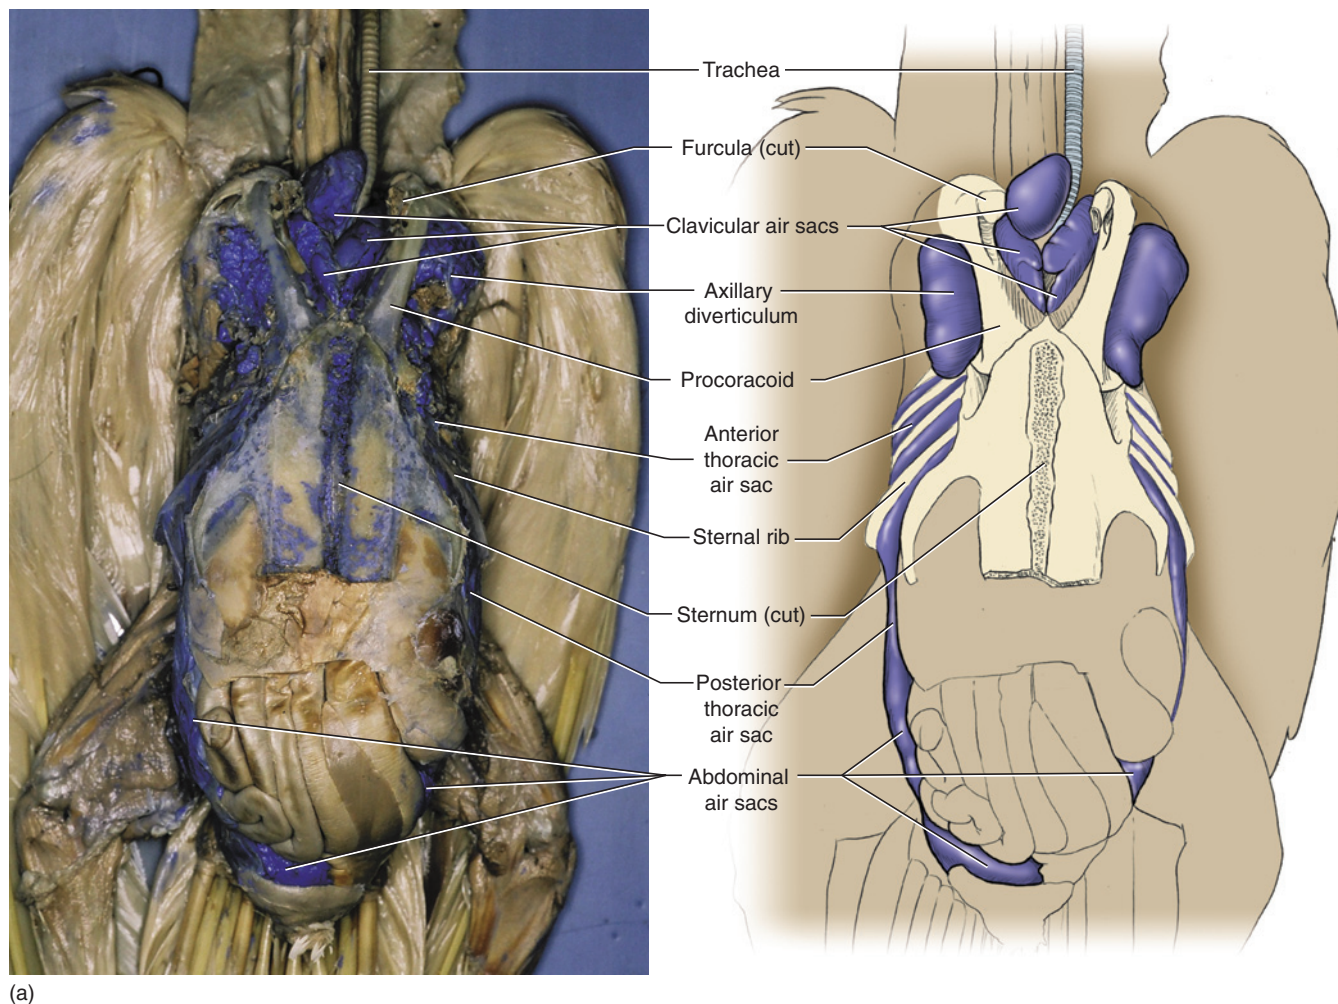 Trachea
Furcula (cut)
Clavicular air sacs
Axillary
diverticulum
Procoracoid
Anterior
thoracic
air sac
Sternal rib
Sternum (cut)
Posterior
thoracic
air sac
Abdominal
air sacs
(a)